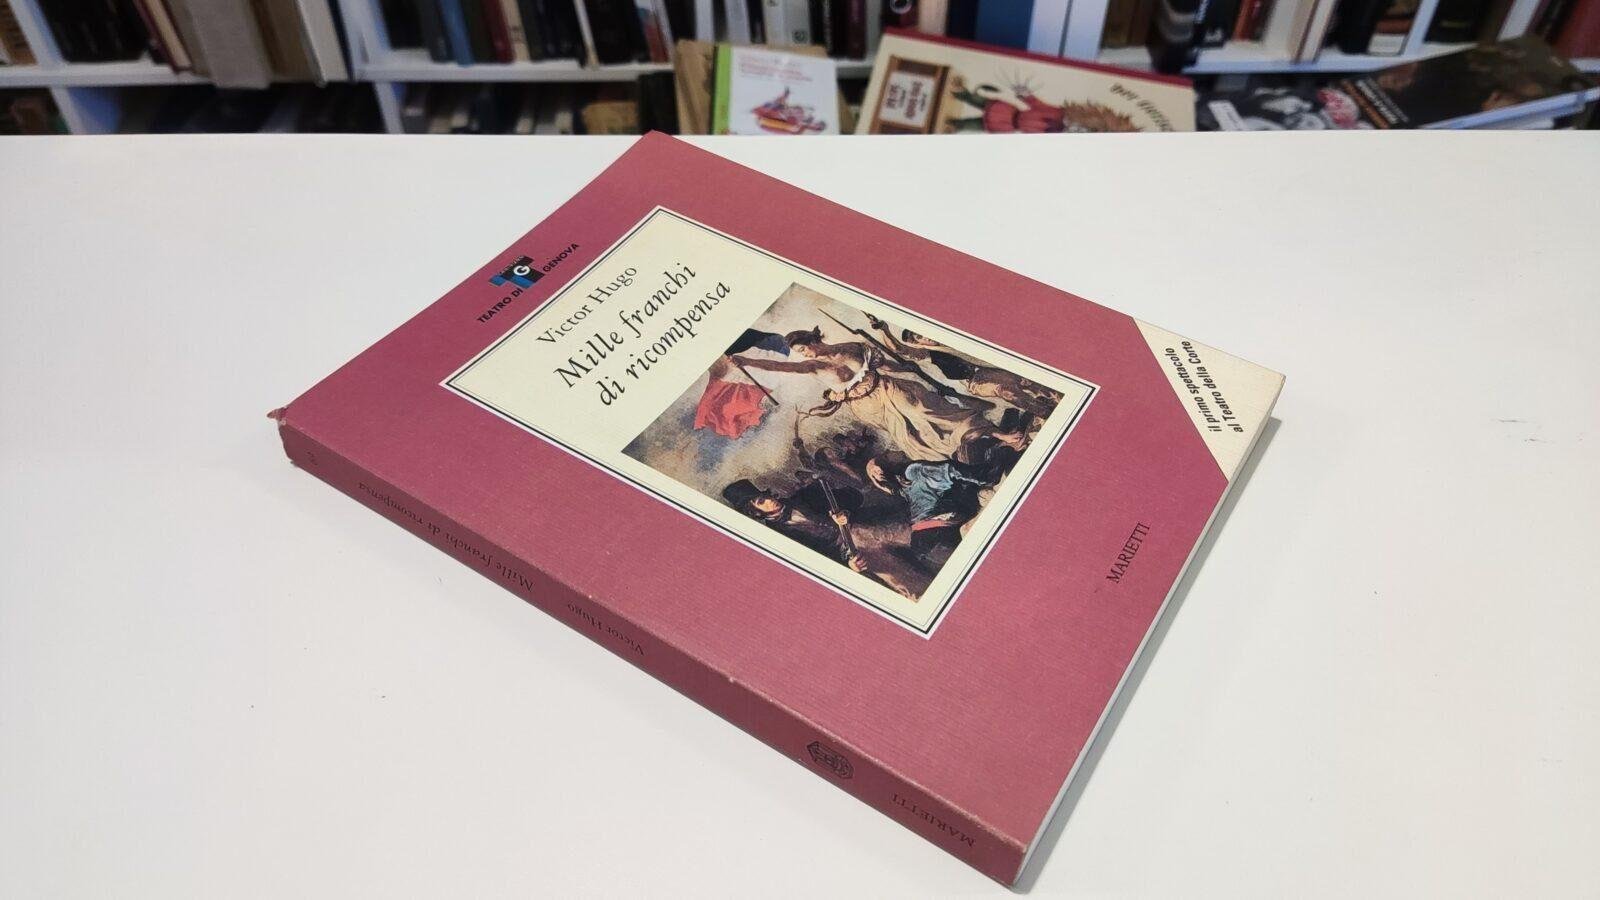 TEATRO DI GENOVA
G
Victor Hugo
Mille franchi
di ricompensa
il primo spettacolo
al Teatro della Corte
MARIETTI
Mille franchi di ricompensa
Victor Hugo
MARIETTI